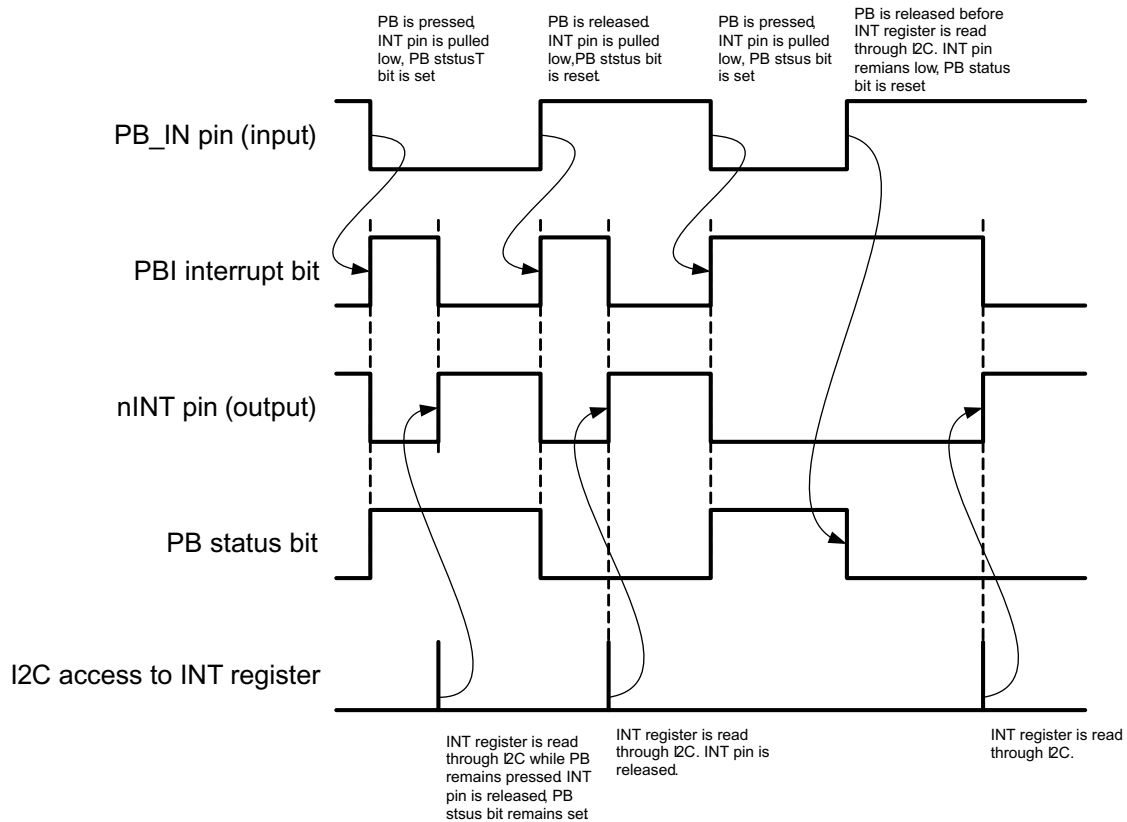 PB is pressed,
INT pin is pulled
low, PB ststusT
bit is set
PB is released.
INT pin is pulled
low,PB ststus bit
is reset.
PB is pressed,
INT pin is pulled
low, PB stsus bit
is set
PB is released before
INT register is read
through I2C. INT pin
remians low, PB status
bit is reset
PB_IN pin (input)
PBI interrupt bit
nINT pin (output)
PB status bit
I2C access to INT register
INT register is read
through I2C while PB
remains pressed. INT
pin is released, PB
stsus bit remains set
INT register is read
through I2C. INT pin is
released.
INT register is read
through I2C.